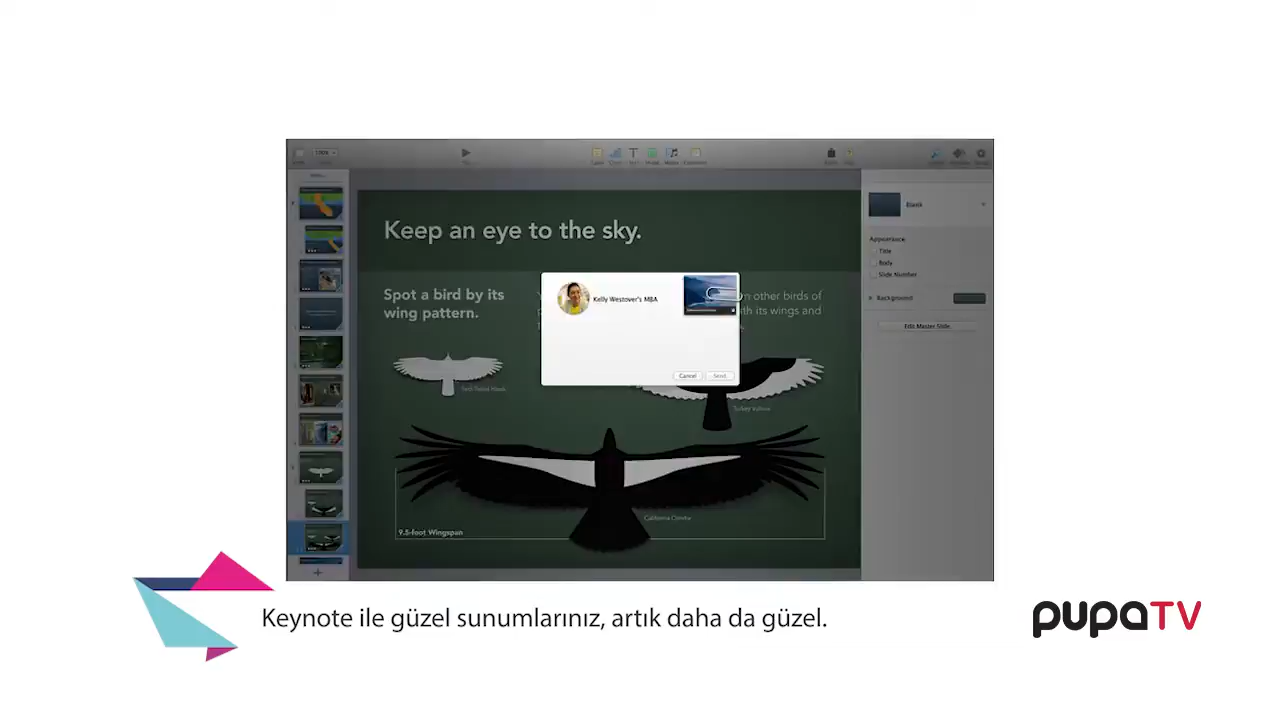 100%
Keep an eye to the sky.
Spot a bird by its
wing pattern.
Kelly Westover's MBA
n other birds of
th its wings and
Cancel
Send
Turkey Vulture
California Condor
9.5-foot Wingspan
Blank
Appearance
Title
Body
Slide Number
Background
Edit Master Slide
Keynote ile güzel sunumlarınız, artık daha da güzel.
pupaTV